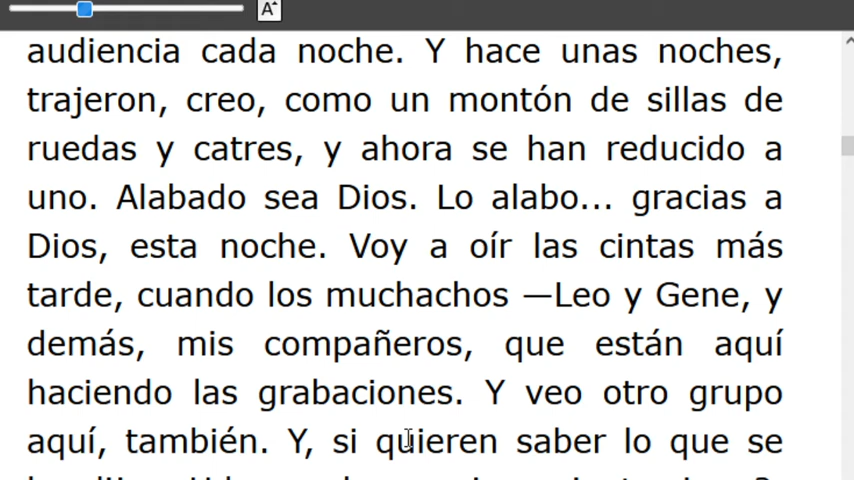 A
audiencia cada noche. Y hace unas noches,
trajeron, creo, como un montón de sillas de
ruedas y catres, y ahora se han reducido a
uno. Alabado sea Dios. Lo alabo... gracias a
Dios, esta noche. Voy a oír las cintas más
tarde, cuando los muchachos —Leo y Gene, y
demás, mis compañeros, que están aquí
haciendo las grabaciones. Y veo otro grupo
aquí, también. Y, si quieren saber lo que se